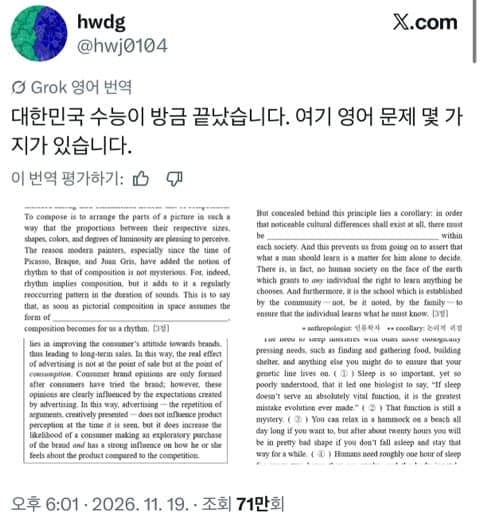 hwdg
X.com
@hwj0104
Grok 영어 번역
대한민국 수능이 방금 끝났습니다. 여기 영어 문제 몇 가
지가 있습니다.
이 번역 평가하기:
To compose is to arrange the parts of a picture in such a
way that the proportions between their respective sizes,
shapes, colors, and degrees of luminosity are pleasing to perceive.
The reason modern painters, especially since the time of
Picasso, Braque, and Juan Gris, have added the notion of
rhythm to that of composition is not mysterious. For, indeed,
rhythm implies composition, but it adds to it a regularly
reoccurring pattern in the duration of sounds. This is to say
that, as soon as pictorial composition in space assumes the
form of ____________________,
composition becomes for us a rhythm. [3점]
lies in improving the consumer's attitude towards brands,
thus leading to long-term sales. In this way, the real effect
of advertising is not at the point of sale but at the point of
consumption. Consumer brand opinions are only formed
after consumers have tried the brand; however, these
opinions are clearly influenced by the expectations created
by advertising. In this way, advertising — the repetition of
arguments, creatively presented — does not influence product
perception at the time it is seen, but it does increase the
likelihood of a consumer making an exploratory purchase
of the brand and has a strong influence on how he or she
feels about the product compared to the competition.
But concealed behind this principle lies a corollary: in order
that noticeable cultural differences shall exist at all, there must
be ____________________ within
each society. And this prevents us from going on to assert that
what a man should learn is a matter for him alone to decide.
There is, in fact, no human society on the face of the earth
which grants to any individual the right to learn anything he
chooses. And furthermore, it is the school which is established
by the community — not, be it noted, by the family — to
ensure that the individual learns what he must know. [3점]
* anthropologist: 인류학자 ** corollary: 논리적 귀결
The need to sleep interferes with other more biologically
pressing needs, such as finding and gathering food, building
shelter, and anything else you might do to ensure that your
genetic line lives on. ( ① ) Sleep is so important, yet so
poorly understood, that it led one biologist to say, "If sleep
doesn't serve an absolutely vital function, it is the greatest
mistake evolution ever made." ( ② ) That function is still a
mystery. ( ③ ) You can relax in a hammock on a beach all
day long if you want to, but after about twenty hours you will
be in pretty bad shape if you don't fall asleep and stay that
way for a while. ( ④ ) Humans need roughly one hour of sleep
오후 6:01 · 2026. 11. 19. · 조회 71만회